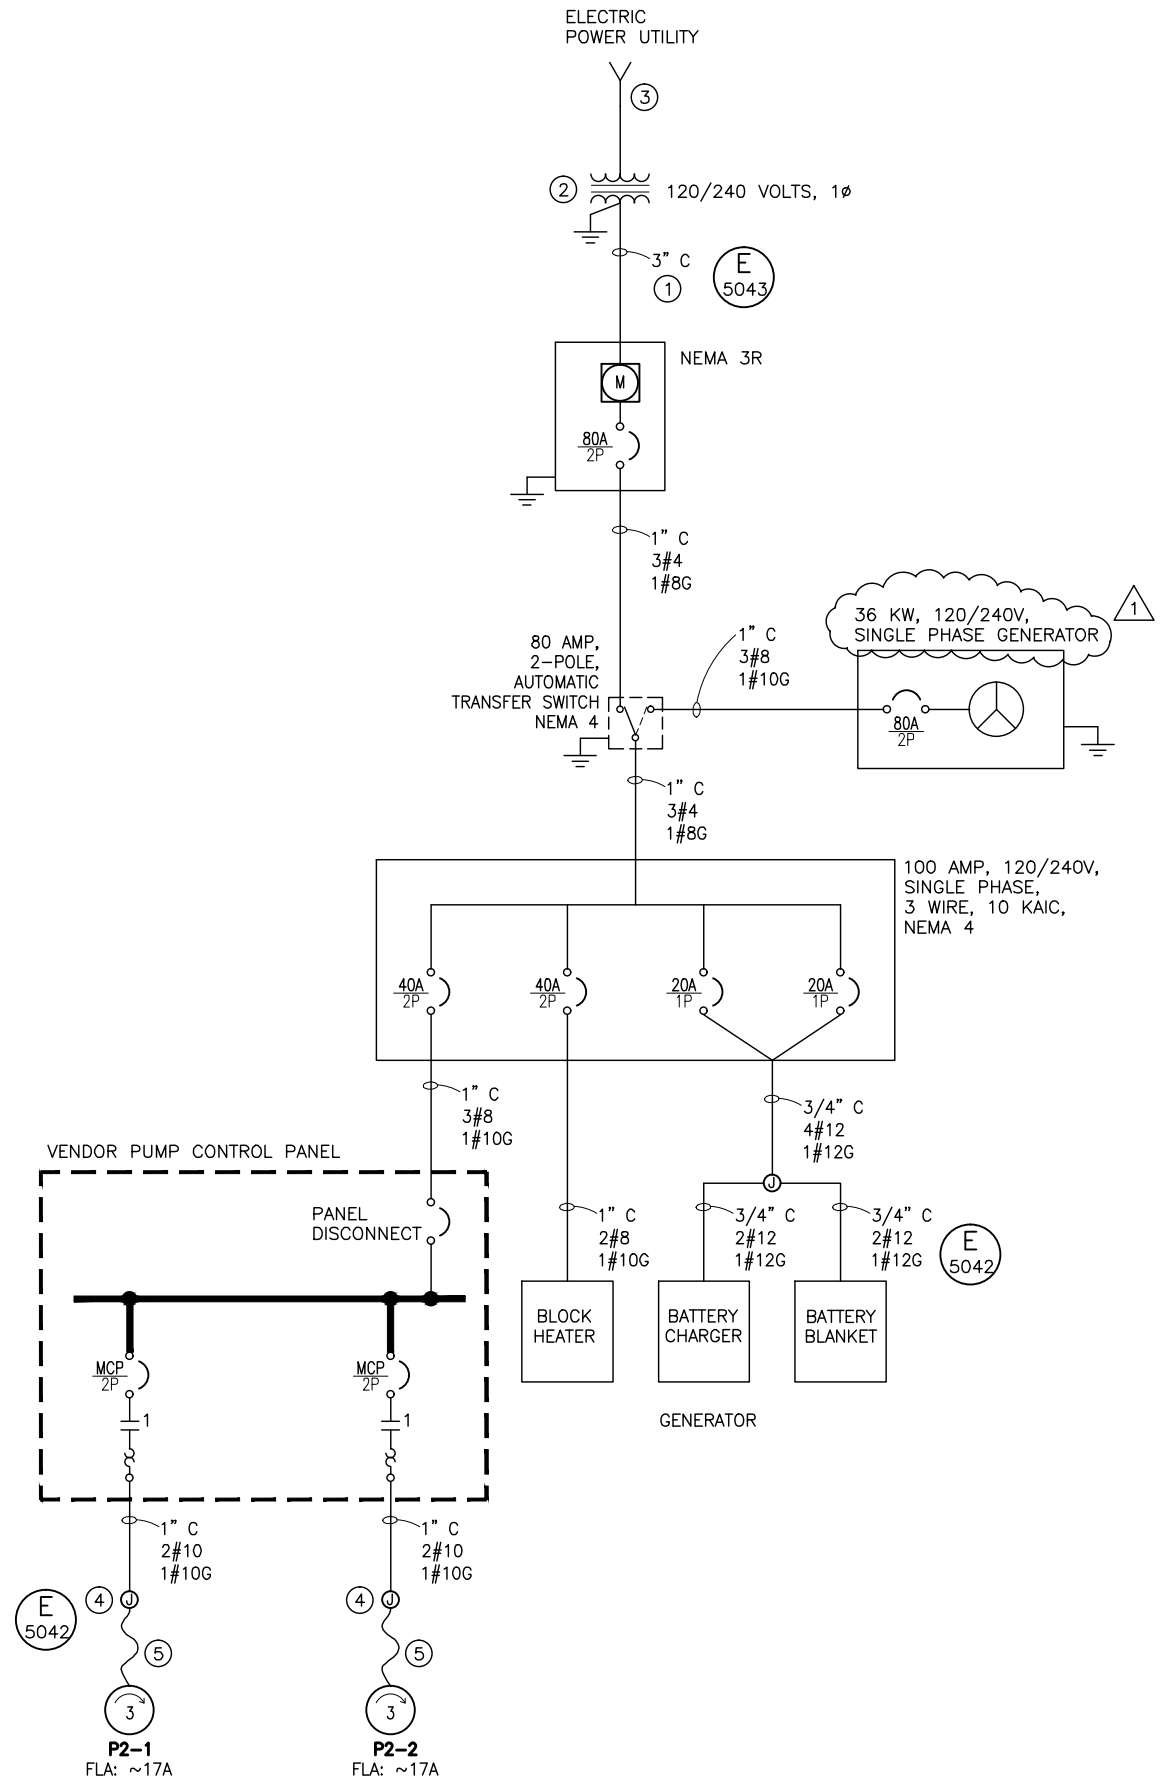 ELECTRIC
POWER UTILITY
3
2
120/240 VOLTS, 1ø
3" C
1
E
5043
NEMA 3R
M
80A
2P
1" C
3#4
1#8G
36 KW, 120/240V,
SINGLE PHASE GENERATOR
1
80 AMP,
2-POLE,
AUTOMATIC
TRANSFER SWITCH
NEMA 4
1" C
3#8
1#10G
80A
2P
1" C
3#4
1#8G
100 AMP, 120/240V,
SINGLE PHASE,
3 WIRE, 10 KAIC,
NEMA 4
40A
2P
40A
2P
20A
1P
20A
1P
1" C
3#8
1#10G
3/4" C
4#12
1#12G
J
VENDOR PUMP CONTROL PANEL
PANEL
DISCONNECT
1" C
2#8
1#10G
3/4" C
2#12
1#12G
3/4" C
2#12
1#12G
E
5042
BLOCK
HEATER
BATTERY
CHARGER
BATTERY
BLANKET
GENERATOR
MCP
2P
1
MCP
2P
1
1" C
2#10
1#10G
1" C
2#10
1#10G
E
5042
4
J
4
J
5
5
3
3
P2-1
FLA: ~17A
P2-2
FLA: ~17A